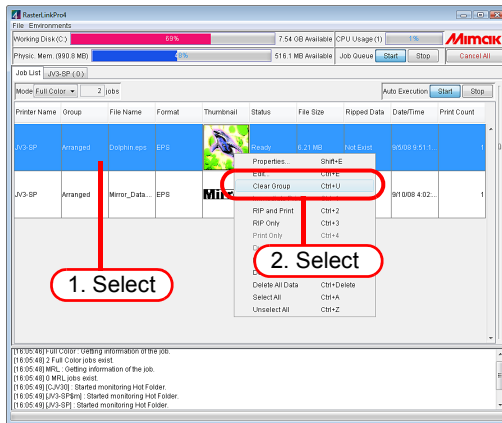 RasterLinkPro4
File Environments
Working Disk(C:) 69% 7.54 GB Available CPU Usage (1) 1% Mimaki
Physic. Mem. (990.8 MB) 48% 516.1 MB Available Job Queue Start Stop Cancel All
Job List JV3-SP ( 0 )
Mode Full Color 2 jobs Auto Execution Start Stop
Printer Name Group File Name Format Thumbnail Status File Size Ripped Data Date/Time Print Count
JV3-SP Arranged Dolphin.eps EPS Ready 6.21 MB Not Exist 9/5/08 9:51:1... 1
Properties... Shift+E
Edit... Ctrl+E
Clear Group Ctrl+U
JV3-SP Arranged Mirror_Data.... EPS 9/10/08 4:02:... 1
RIP and Print Ctrl+2
RIP Only Ctrl+3
Print Only Ctrl+4
1. Select
2. Select
Delete All Data Ctrl+Delete
Select All Ctrl+A
Unselect All Ctrl+Z
[16:05:46] Full Color : Getting information of the job.
[16:05:48] 2 Full Color jobs exist.
[16:05:48] MRL : Getting information of the job.
[16:05:48] 0 MRL jobs exist.
[16:05:49] [CJV30] : Started monitoring Hot Folder.
[16:05:49] [JV3-SP$m] : Started monitoring Hot Folder.
[16:05:49] [JV3-SP] : Started monitoring Hot Folder.